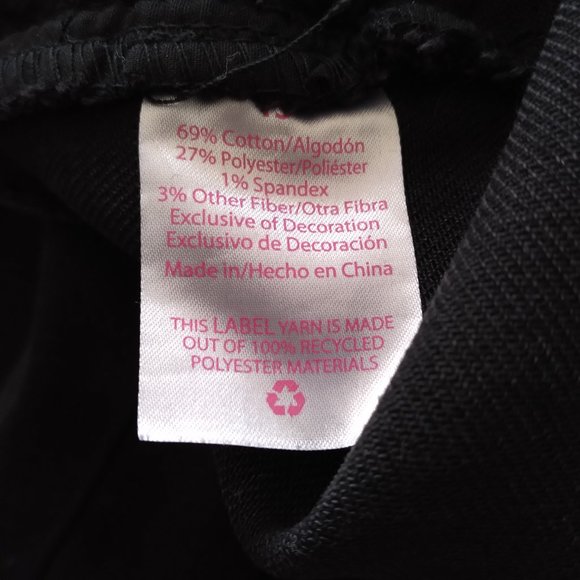 69% Cotton/Algodón
27% Polyester/Poliéster
1% Spandex
3% Other Fiber/Otra Fibra
Exclusive of Decoration
Exclusivo de Decoración
Made in/Hecho en China
THIS LABEL YARN IS MADE
OUT OF 100% RECYCLED
POLYESTER MATERIALS